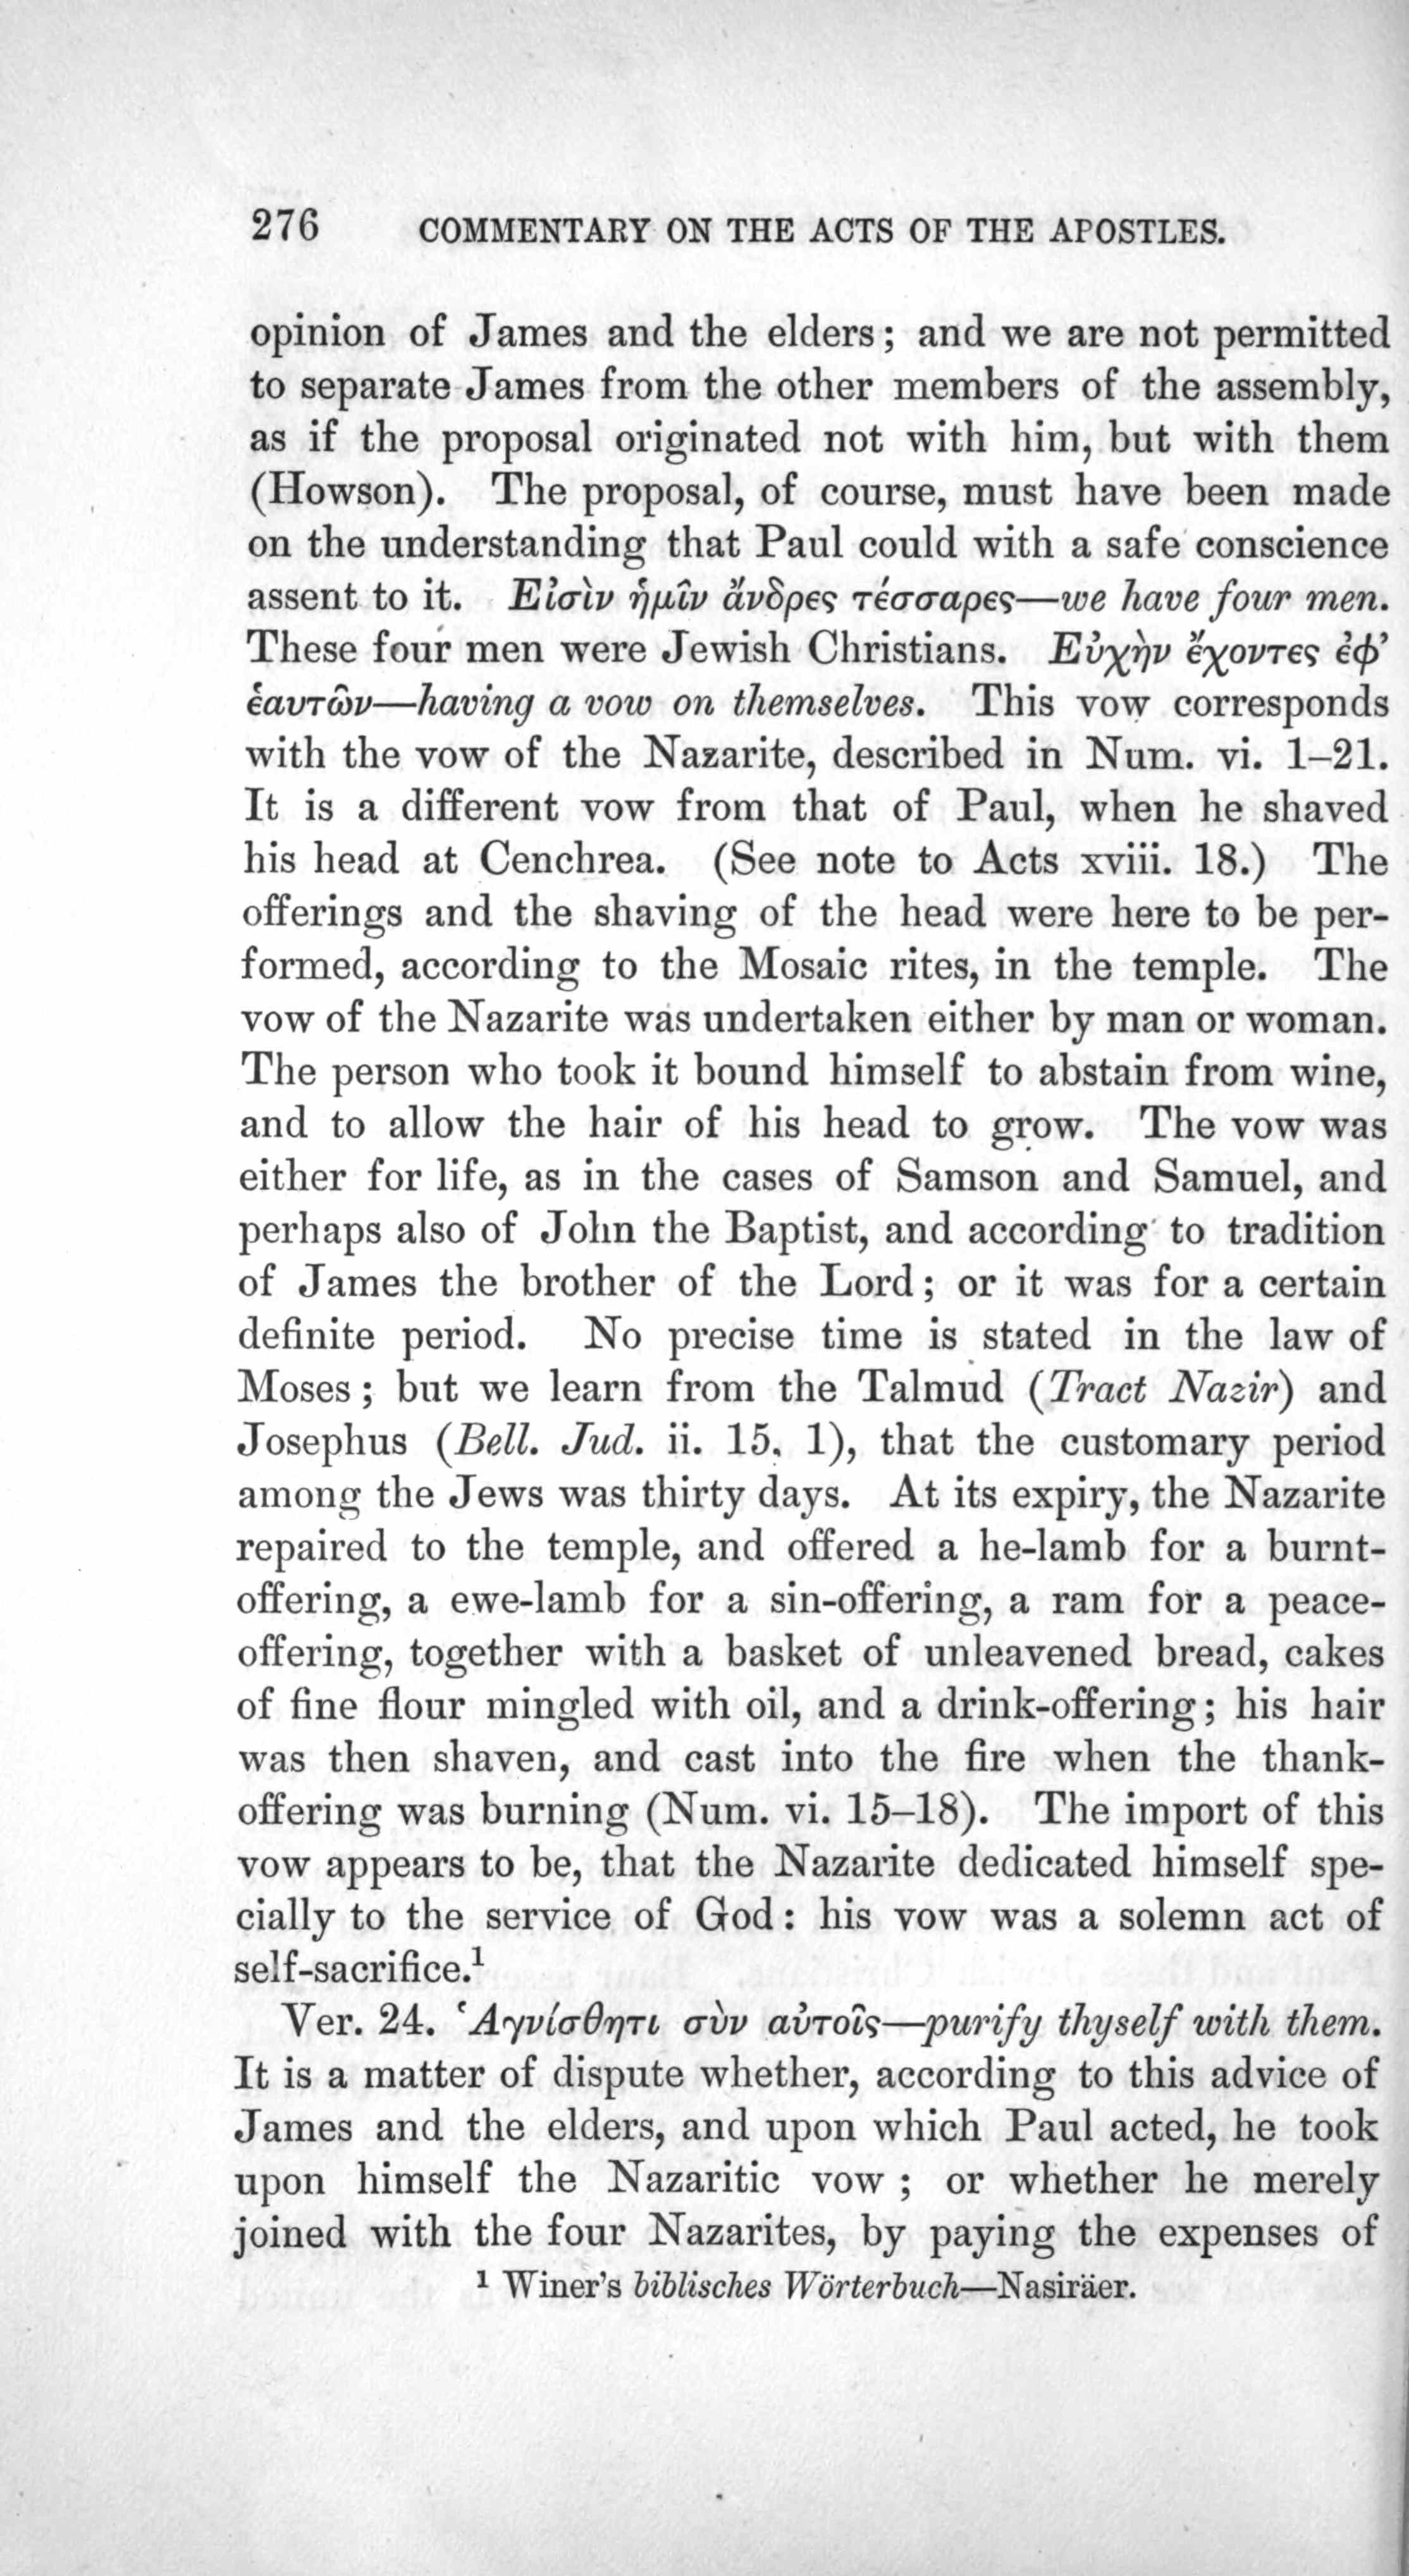 276 COMMENTARY ON THE ACTS OF THE APOSTLES.
opinion of James and the elders; and we are not permitted
to separate James from the other members of the assembly,
as if the proposal originated not with him, but with them
(Howson). The proposal, of course, must have been made
on the understanding that Paul could with a safe conscience
assent to it. Εἰσὶν ἡμῖν ἄνδρες τέσσαρες—we have four men.
These four men were Jewish Christians. Εὐχὴν ἔχοντες ἐφ’
ἑαυτῶν—having a vow on themselves. This vow corresponds
with the vow of the Nazarite, described in Num. vi. 1–21.
It is a different vow from that of Paul, when he shaved
his head at Cenchrea. (See note to Acts xviii. 18.) The
offerings and the shaving of the head were here to be per-
formed, according to the Mosaic rites, in the temple. The
vow of the Nazarite was undertaken either by man or woman.
The person who took it bound himself to abstain from wine,
and to allow the hair of his head to grow. The vow was
either for life, as in the cases of Samson and Samuel, and
perhaps also of John the Baptist, and according to tradition
of James the brother of the Lord; or it was for a certain
definite period. No precise time is stated in the law of
Moses; but we learn from the Talmud (Tract Nazir) and
Josephus (Bell. Jud. ii. 15. 1), that the customary period
among the Jews was thirty days. At its expiry, the Nazarite
repaired to the temple, and offered a he-lamb for a burnt-
offering, a ewe-lamb for a sin-offering, a ram for a peace-
offering, together with a basket of unleavened bread, cakes
of fine flour mingled with oil, and a drink-offering; his hair
was then shaven, and cast into the fire when the thank-
offering was burning (Num. vi. 15–18). The import of this
vow appears to be, that the Nazarite dedicated himself spe-
cially to the service of God: his vow was a solemn act of
self-sacrifice.¹
Ver. 24. Ἁγνίσθητι σὺν αὐτοῖς—purify thyself with them.
It is a matter of dispute whether, according to this advice of
James and the elders, and upon which Paul acted, he took
upon himself the Nazaritic vow; or whether he merely
joined with the four Nazarites, by paying the expenses of
¹ Winer's biblisches Wörterbuch—Nasiräer.